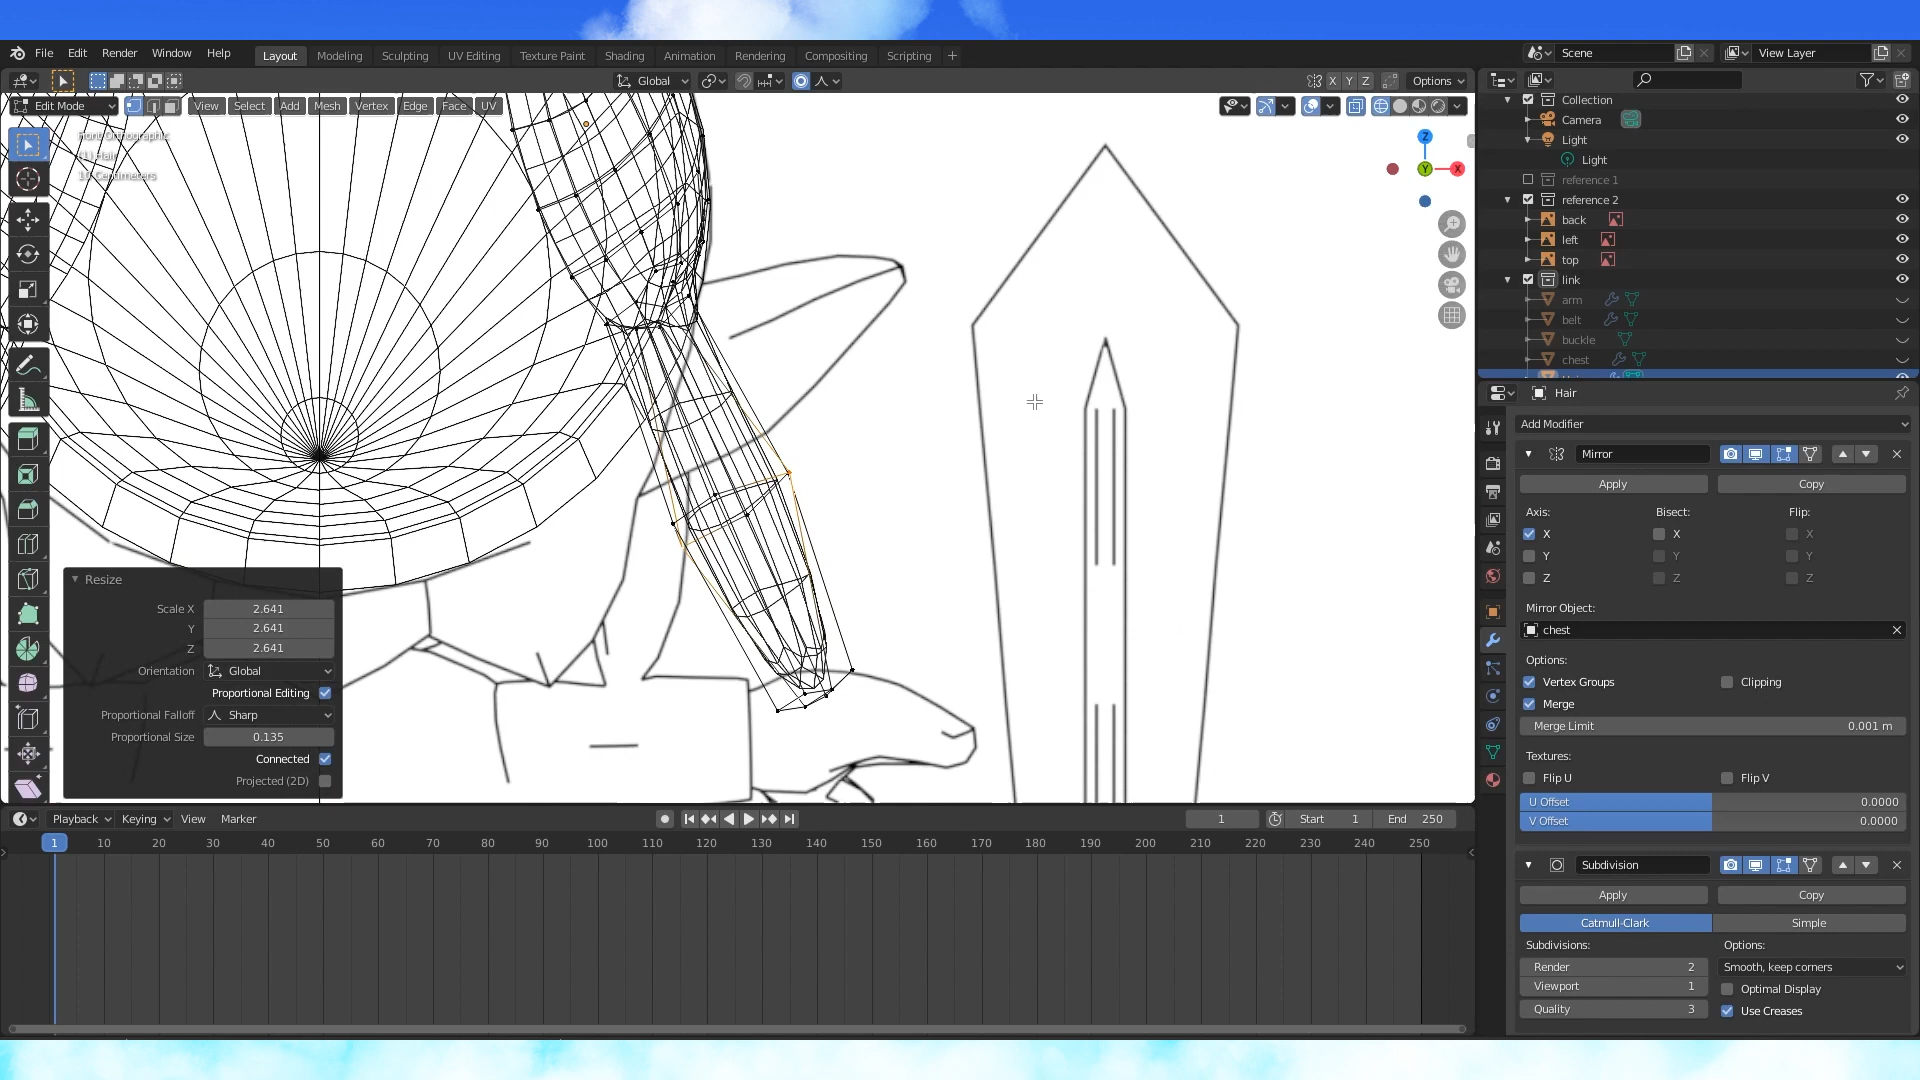 File Edit Render Window Help Layout Modeling Sculpting UV Editing Texture Paint Shading Animation Rendering Compositing Scripting + Scene View Layer
Global X Y Z Options
Edit Mode View Select Add Mesh Vertex Edge Face UV
Front Orthographic
(1) Hair
10 Centimeters
Z
Y X
Collection
Camera
Light
Light
reference 1
reference 2
back
left
top
link
arm
belt
buckle
chest
Hair
Add Modifier
Mirror
Apply Copy
Axis: Bisect: Flip:
X X X
Y Y Y
Z Z Z
Mirror Object:
chest
Options:
Vertex Groups Clipping
Merge
Merge Limit 0.001 m
Textures:
Flip U Flip V
U Offset 0.0000
V Offset 0.0000
Subdivision
Apply Copy
Catmull-Clark Simple
Subdivisions: Options:
Render 2 Smooth, keep corners
Viewport 1 Optimal Display
Quality 3 Use Creases
Resize
Scale X 2.641
Y 2.641
Z 2.641
Orientation Global
Proportional Editing
Proportional Falloff Sharp
Proportional Size 0.135
Connected
Projected (2D)
Playback Keying View Marker 1 Start 1 End 250
1 10 20 30 40 50 60 70 80 90 100 110 120 130 140 150 160 170 180 190 200 210 220 230 240 250